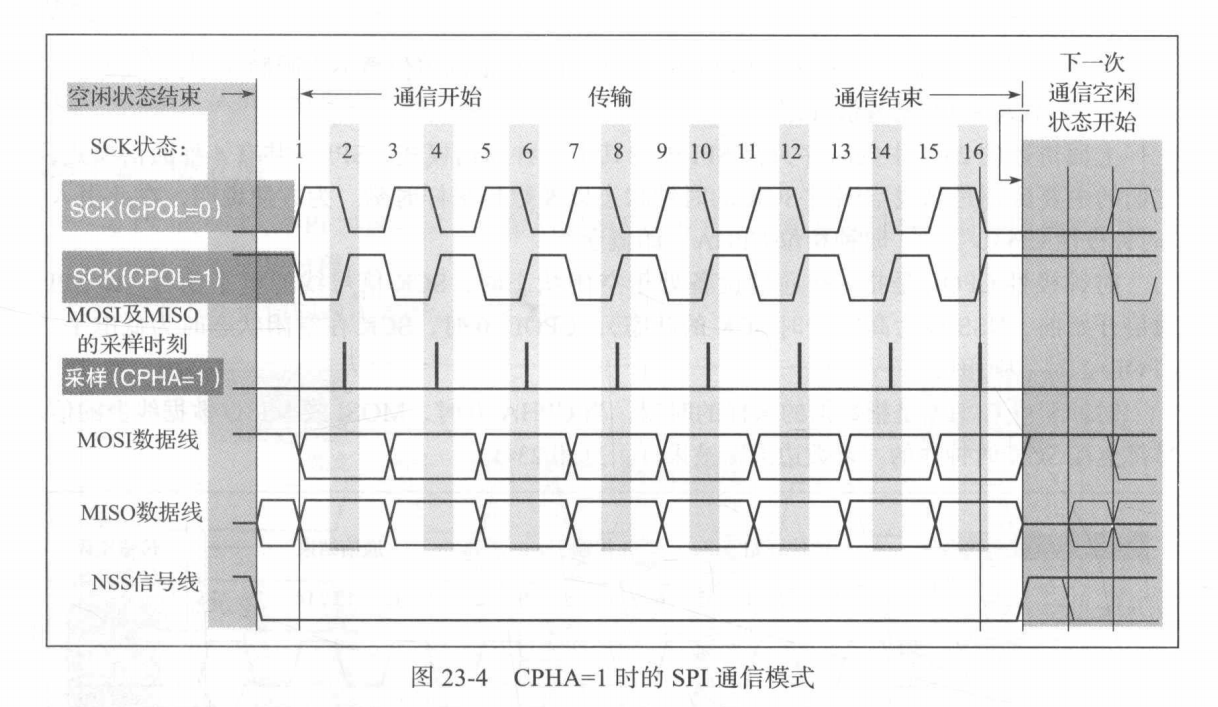 下一次
通信空闲
状态开始
空闲状态结束
通信开始
传输
通信结束
SCK状态:
1 2 3 4 5 6 7 8 9 10 11 12 13 14 15 16
SCK(CPOL=0)
SCK(CPOL=1)
MOSI及MISO
的采样时刻
采样(CPHA=1)
MOSI数据线
MISO数据线
NSS信号线
图 23-4 CPHA=1 时的 SPI 通信模式